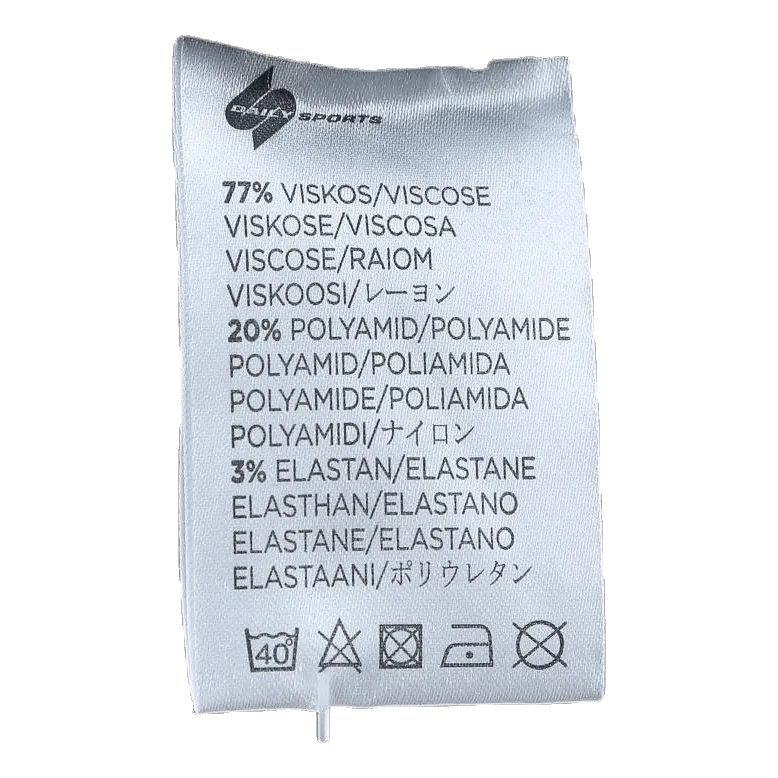 DAILY SPORTS
77% VISKOS/VISCOSE
VISKOSE/VISCOSA
VISCOSE/RAIOM
VISKOOSI/レーヨン
20% POLYAMID/POLYAMIDE
POLYAMID/POLIAMIDA
POLYAMIDE/POLIAMIDA
POLYAMIDI/ナイロン
3% ELASTAN/ELASTANE
ELASTHAN/ELASTANO
ELASTANE/ELASTANO
ELASTAANI/ポリウレタン
40°